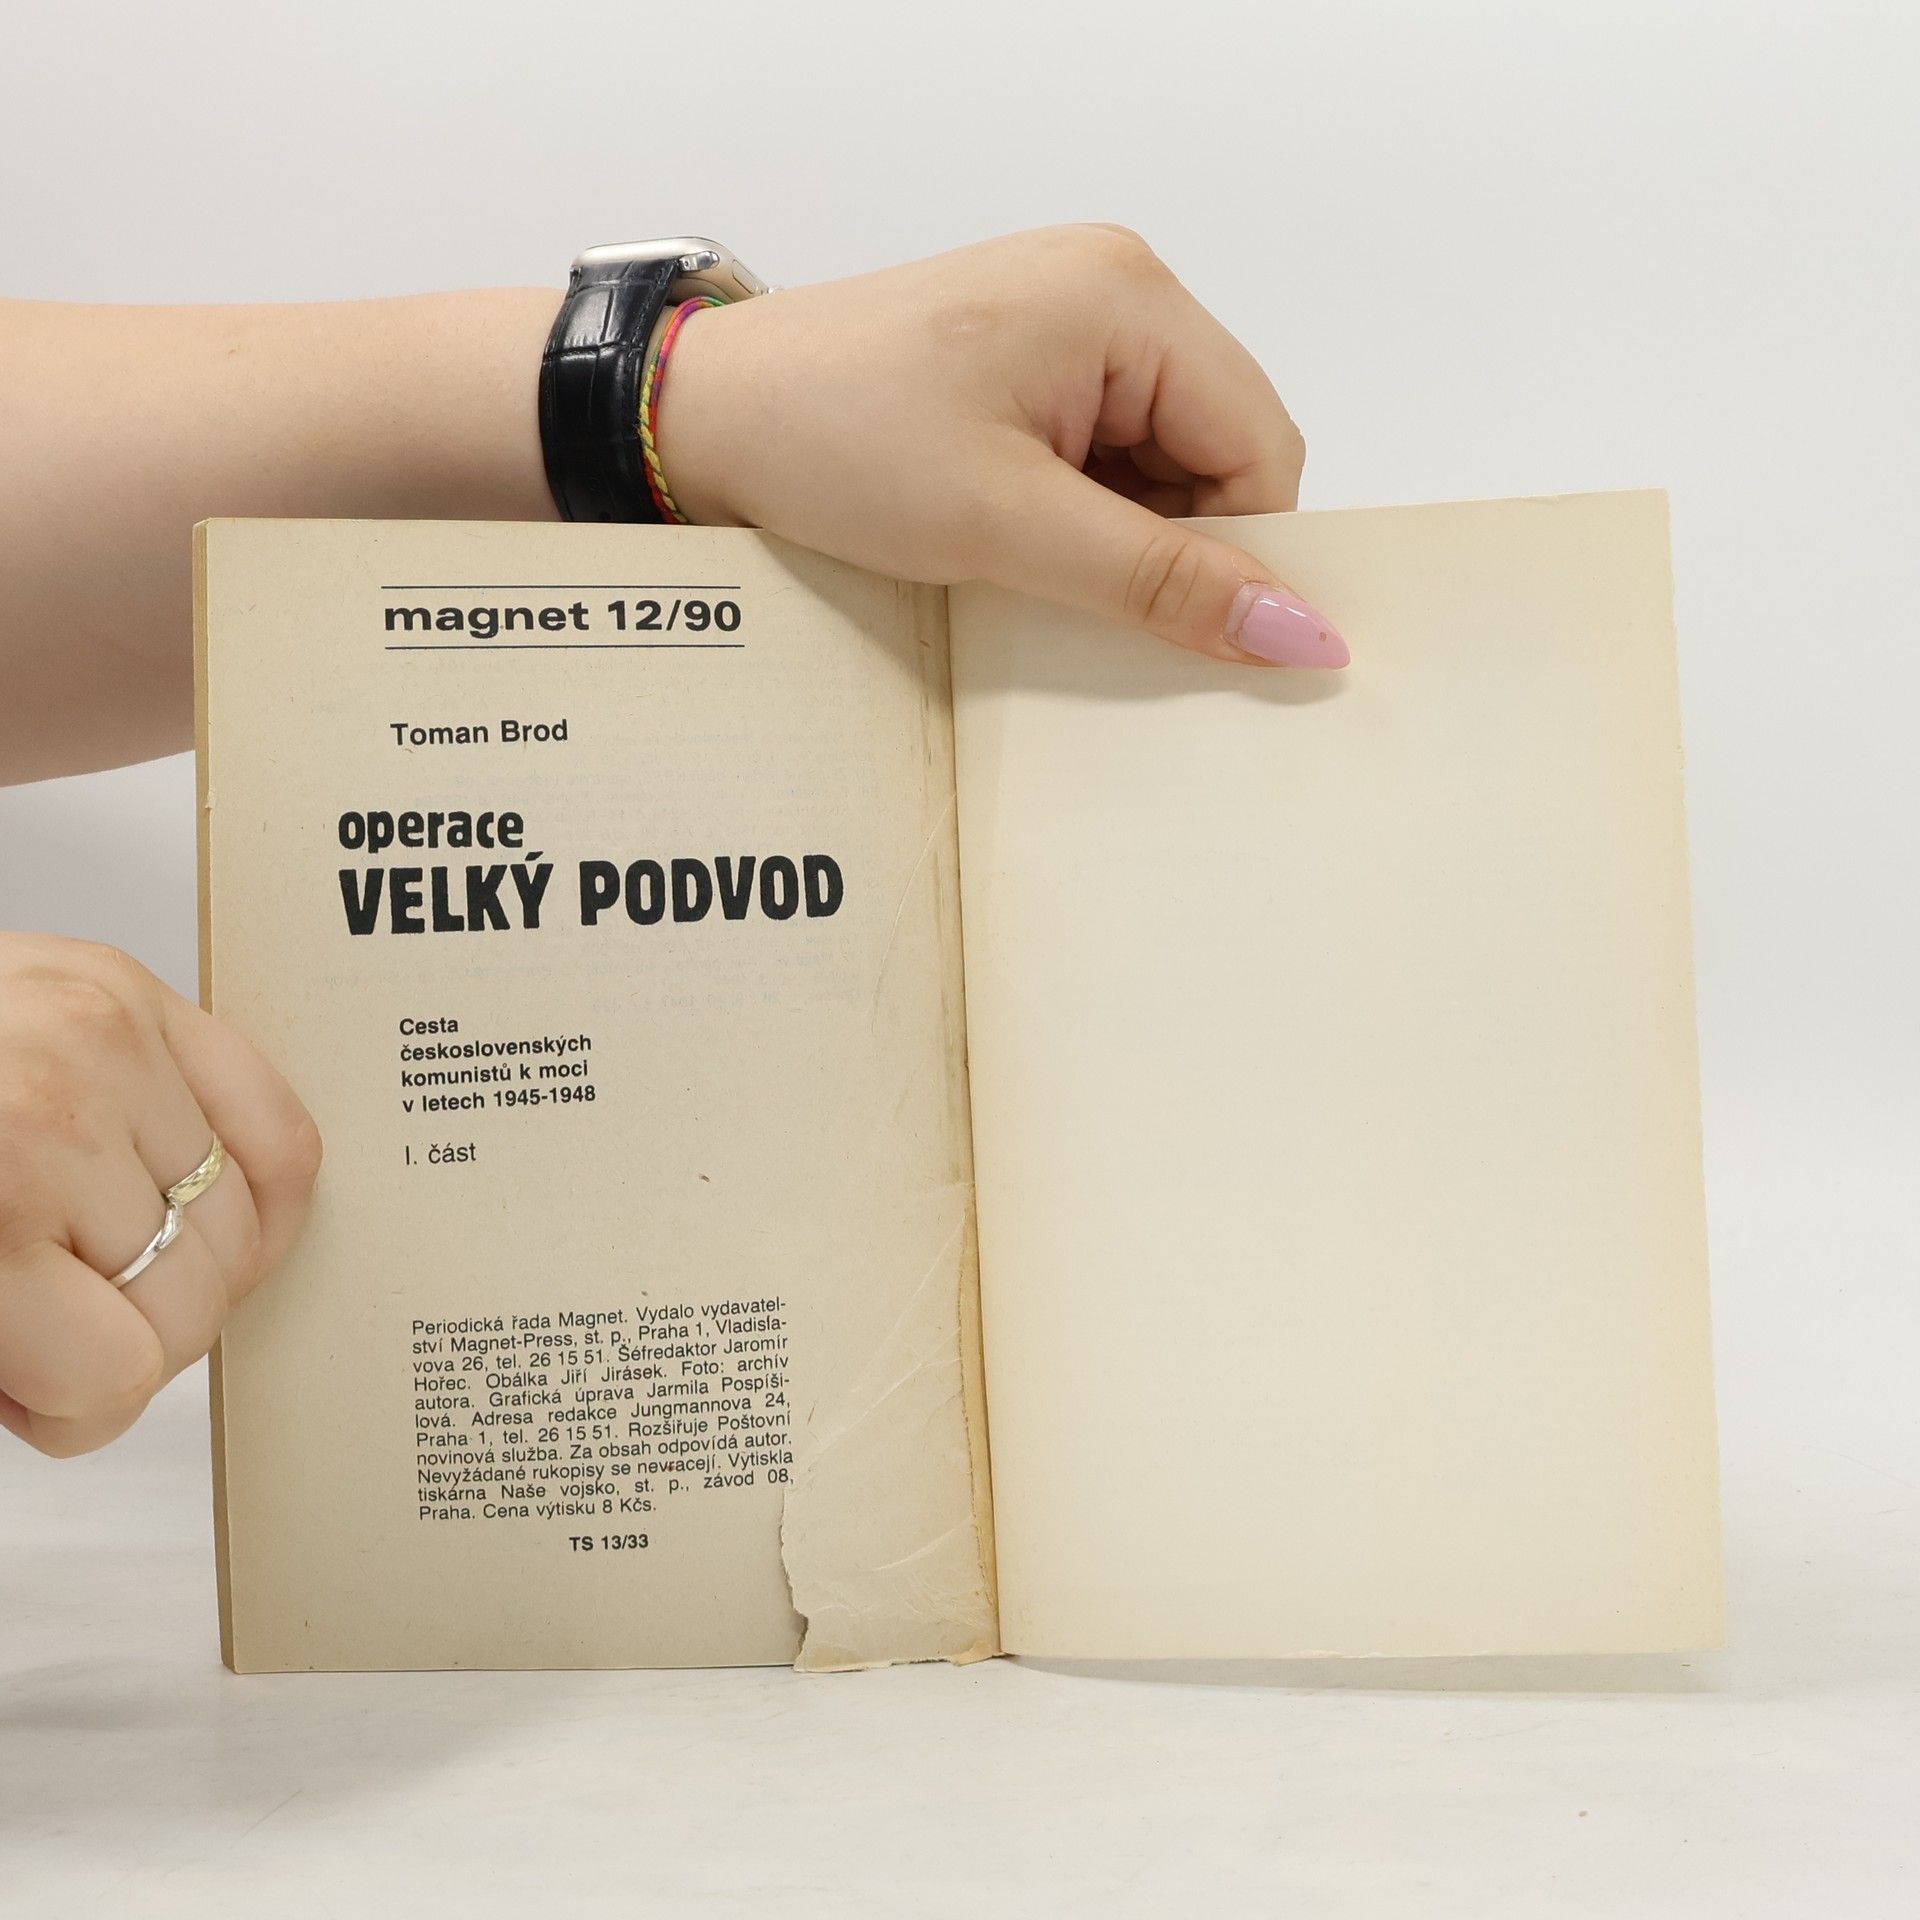 magnet 12/90
Toman Brod
operace
VELKÝ PODVOD
Cesta
československých
komunistů k moci
v letech 1945-1948
I. část
Periodická řada Magnet. Vydalo vydavatel-
ství Magnet-Press, st. p., Praha 1, Vladisla-
vova 26, tel. 26 15 51. Šéfredaktor Jaromír
Hořec. Obálka Jiří Jirásek. Foto: archív
autora. Grafická úprava Jarmila Pospíši-
lová. Adresa redakce Jungmannova 24,
Praha 1, tel. 26 15 51. Rozšiřuje Poštovní
novinová služba. Za obsah odpovídá autor.
Nevyžádané rukopisy se nevracejí. Vytiskla
tiskárna Naše vojsko, st. p., závod 08,
Praha. Cena výtisku 8 Kčs.
TS 13/33